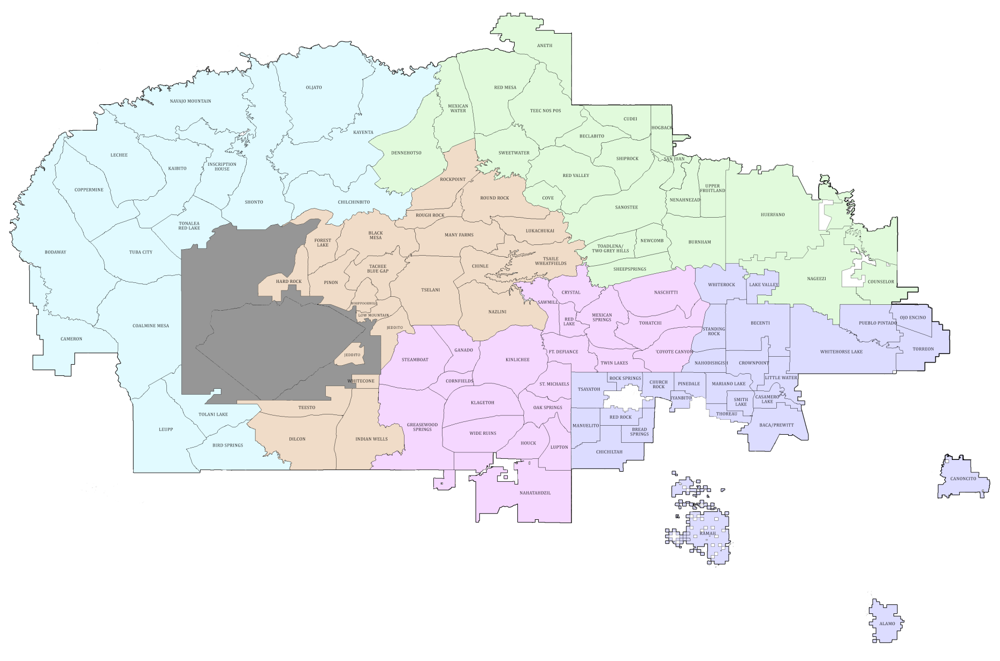 ANETH
OLJATO
RED MESA
NAVAJO MOUNTAIN
MEXICAN
WATER
TEEC NOS POS
CUDEI
HOGBACK
KAYENTA
BECLABITO
LECHEE
DENNEHOTSO
SWEETWATER
SHIPROCK
SAN JUAN
KAIBITO
INSCRIPTION
HOUSE
RED VALLEY
ROCKPOINT
COPPERMINE
UPPER
FRUITLAND
COVE
ROUND ROCK
NENAHNEZAD
SHONTO
CHILCHINBITO
SANOSTEE
HUERFANO
ROUGH ROCK
TONALEA
RED LAKE
LUKACHUKAI
BLACK
MESA
MANY FARMS
FOREST
LAKE
NEWCOMB
BURNHAM
TOADLENA/
TWO GREY HILLS
BODAWAY
TUBA CITY
TSAILE
WHEATFIELDS
CHINLE
TACHEE
BLUE GAP
SHEEPSPRINGS
HARD ROCK
PINON
NAGEEZI
COUNSELOR
WHITEROCK
LAKE VALLEY
TSELANI
CRYSTAL
NASCHITTI
SAWMILL
WHIPPOORWILL
NAZLINI
LOW MOUNTAIN
MEXICAN
SPRINGS
OJO ENCINO
RED
LAKE
TOHATCHI
BECENTI
PUEBLO PINTADO
COALMINE MESA
JEDDITO
STANDING
ROCK
CAMERON
GANADO
FT. DEFIANCE
'COYOTE CANYON
WHITEHORSE LAKE
TORREON
JEDDITO
STEAMBOAT
KINLICHEE
TWIN LAKES
NAHODISHGISH
CROWNPOINT
WHITECONE
CORNFIELDS
ST. MICHAELS
ROCK SPRINGS
CHURCH
ROCK
PINEDALE
MARIANO LAKE
LITTLE WATER
TSAYATOH
IYANBITO
SMITH
LAKE
CASAMERO
LAKE
KLAGETOH
OAK SPRINGS
TEESTO
TOLANI LAKE
THOREAU
RED ROCK
GREASEWOOD
SPRINGS
MANUELITO
BACA/PREWITT
LEUPP
BREAD
SPRINGS
WIDE RUINS
DILCON
INDIAN WELLS
HOUCK
BIRD SPRINGS
LUPTON
CHICHILTAH
CANONCITO
NAHATAHDZIL
RAMAH
ALAMO